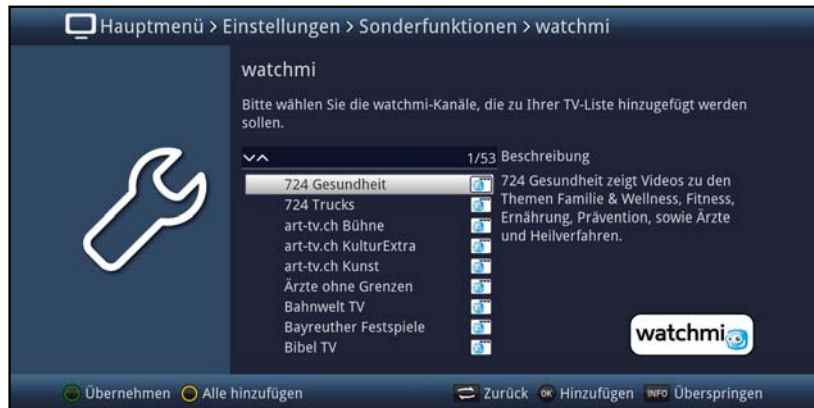 Hauptmenü > Einstellungen > Sonderfunktionen > watchmi
watchmi
Bitte wählen Sie die watchmi-Kanäle, die zu Ihrer TV-Liste hinzugefügt werden
sollen.
1/53 Beschreibung
724 Gesundheit
724 Trucks
art-tv.ch Bühne
art-tv.ch KulturExtra
art-tv.ch Kunst
Ärzte ohne Grenzen
Bahnwelt TV
Bayreuther Festspiele
Bibel TV
724 Gesundheit zeigt Videos zu den
Themen Familie & Wellness, Fitness,
Ernährung, Prävention, sowie Ärzte
und Heilverfahren.
watchmi
Übernehmen Alle hinzufügen Zurück OK Hinzufügen INFO Überspringen